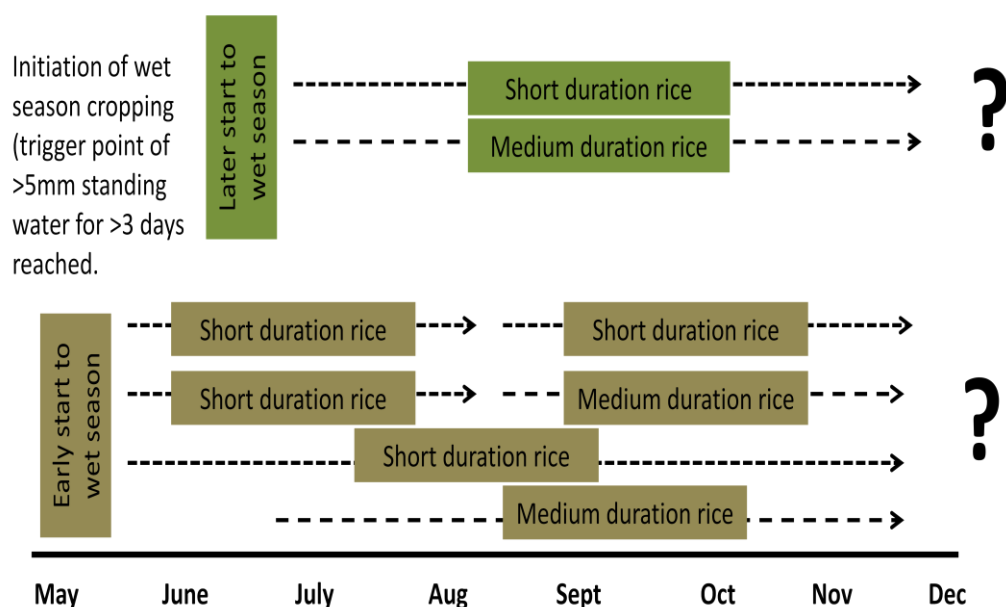 Initiation of wet
season cropping
(trigger point of
>5mm standing
water for >3 days
reached.
Later start to
wet season
Short duration rice
Medium duration rice
?
Early start to
wet season
Short duration rice
Short duration rice
Short duration rice
Medium duration rice
Short duration rice
Medium duration rice
?
May June July Aug Sept Oct Nov Dec